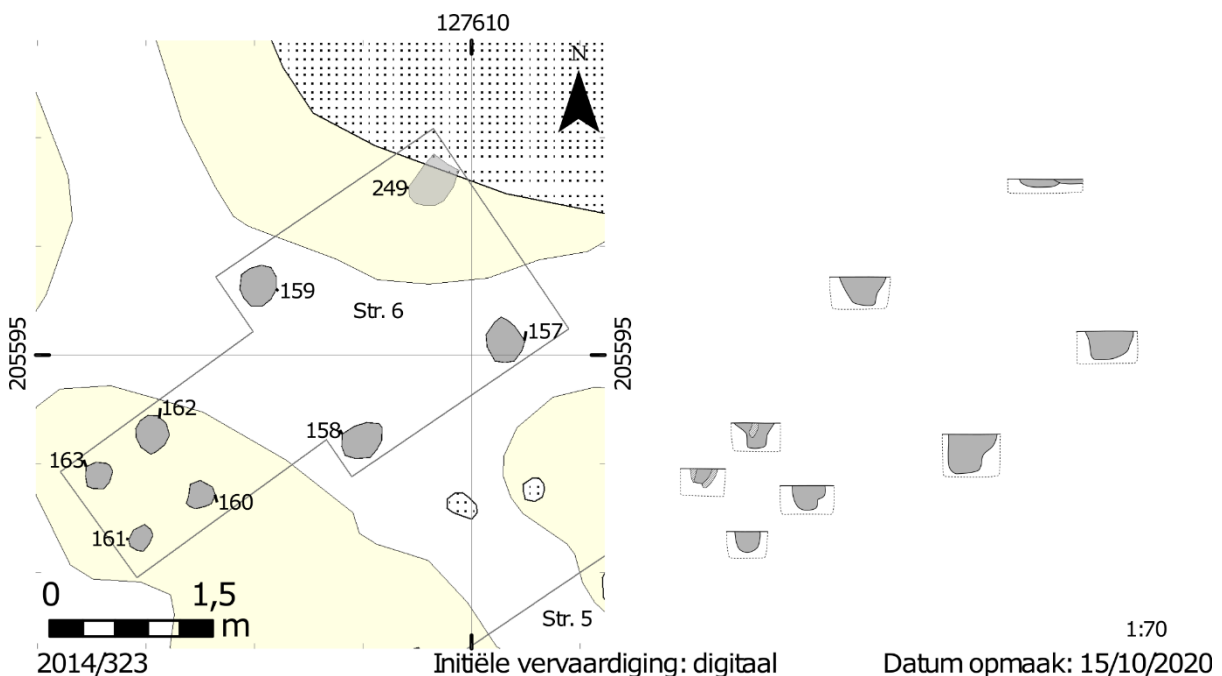 127610
N
249
159
Str. 6
157
205595
205595
162
158
163
160
161
0 1,5
m
Str. 5
1:70
2014/323 Initiële vervaardiging: digitaal Datum opmaak: 15/10/2020